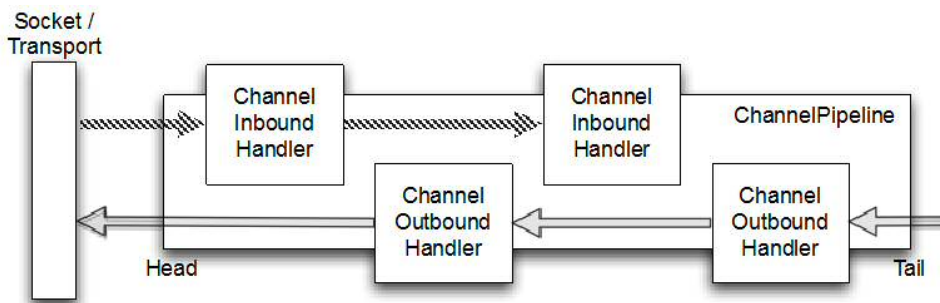 Socket /
Transport
Channel
Inbound
Handler
Channel
Inbound
Handler
ChannelPipeline
Channel
Outbound
Handler
Channel
Outbound
Handler
Head
Tail